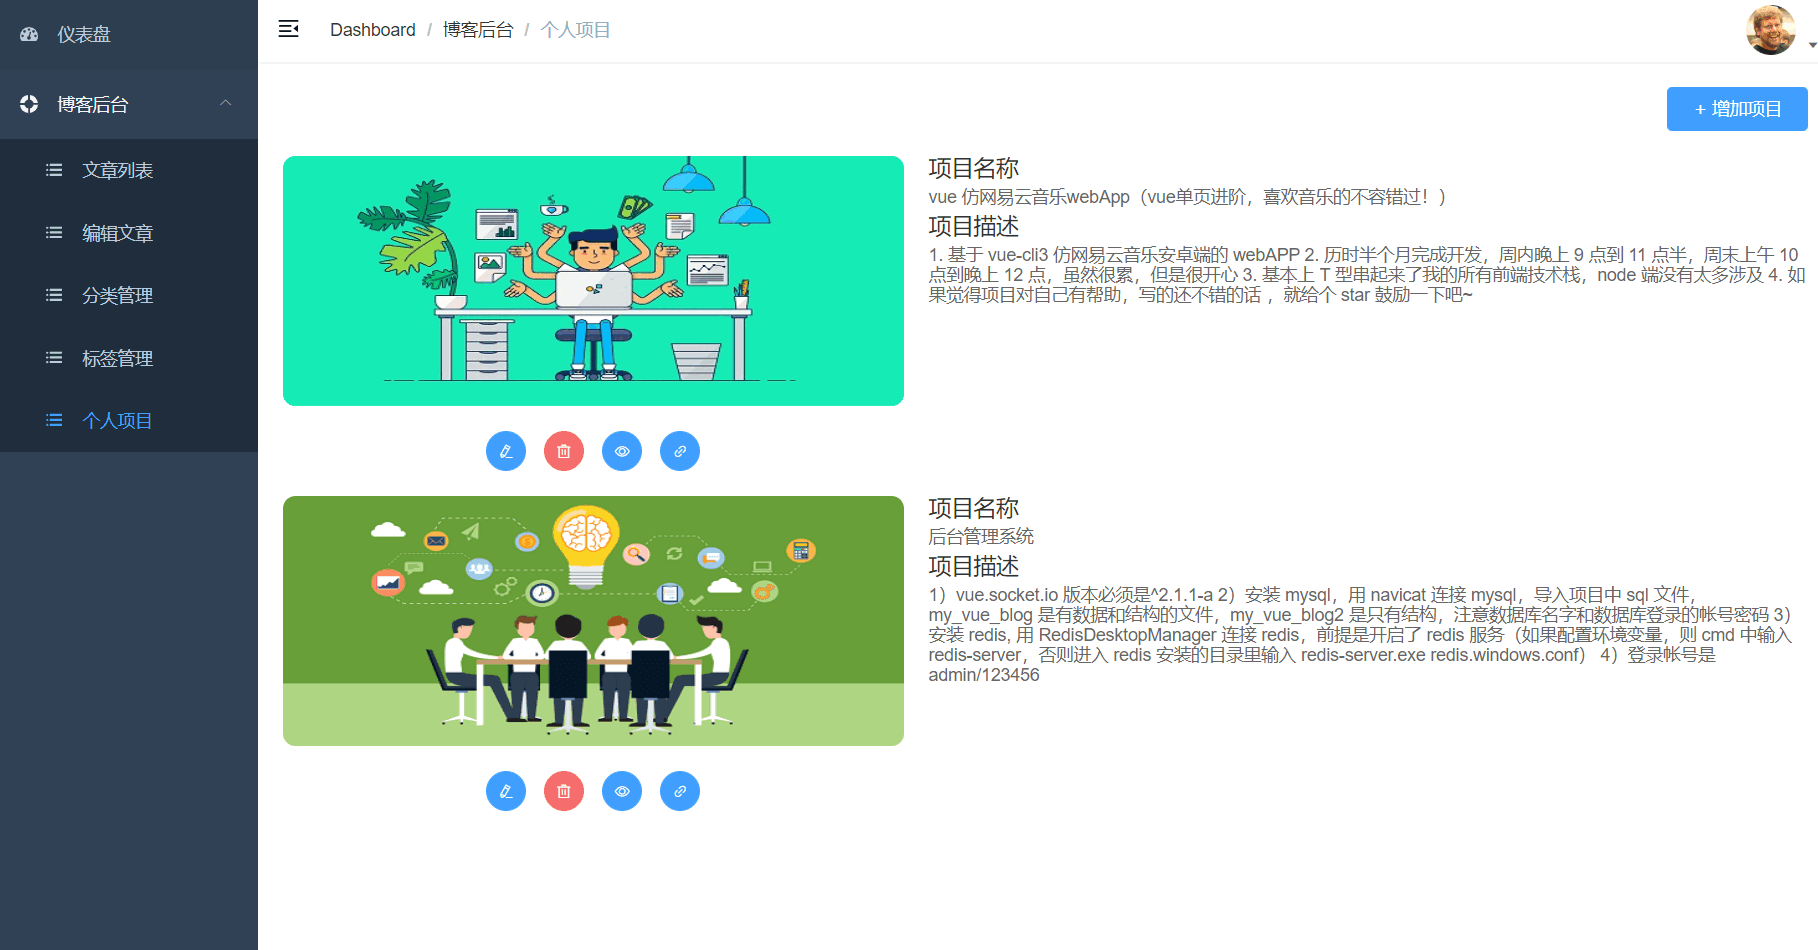 仪表盘
博客后台
文章列表
编辑文章
分类管理
标签管理
个人项目
Dashboard / 博客后台 / 个人项目
+ 增加项目
项目名称
vue 仿网易云音乐webApp（vue单页进阶，喜欢音乐的不容错过！）
项目描述
1. 基于 vue-cli3 仿网易云音乐安卓端的 webAPP 2. 历时半个月完成开发，周内晚上 9 点到 11 点半，周末上午 10
点到晚上 12 点，虽然很累，但是很开心 3. 基本上 T 型串起来了我的所有前端技术栈，node 端没有太多涉及 4. 如
果觉得项目对自己有帮助，写的还不错的话 ，就给个 star 鼓励一下吧~
项目名称
后台管理系统
项目描述
1）vue.socket.io 版本必须是^2.1.1-a 2）安装 mysql，用 navicat 连接 mysql，导入项目中 sql 文件，
my_vue_blog 是有数据和结构的文件，my_vue_blog2 是只有结构，注意数据库名字和数据库登录的帐号密码 3）
安装 redis, 用 RedisDesktopManager 连接 redis，前提是开启了 redis 服务（如果配置环境变量，则 cmd 中输入
redis-server，否则进入 redis 安装的目录里输入 redis-server.exe redis.windows.conf） 4）登录帐号是
admin/123456